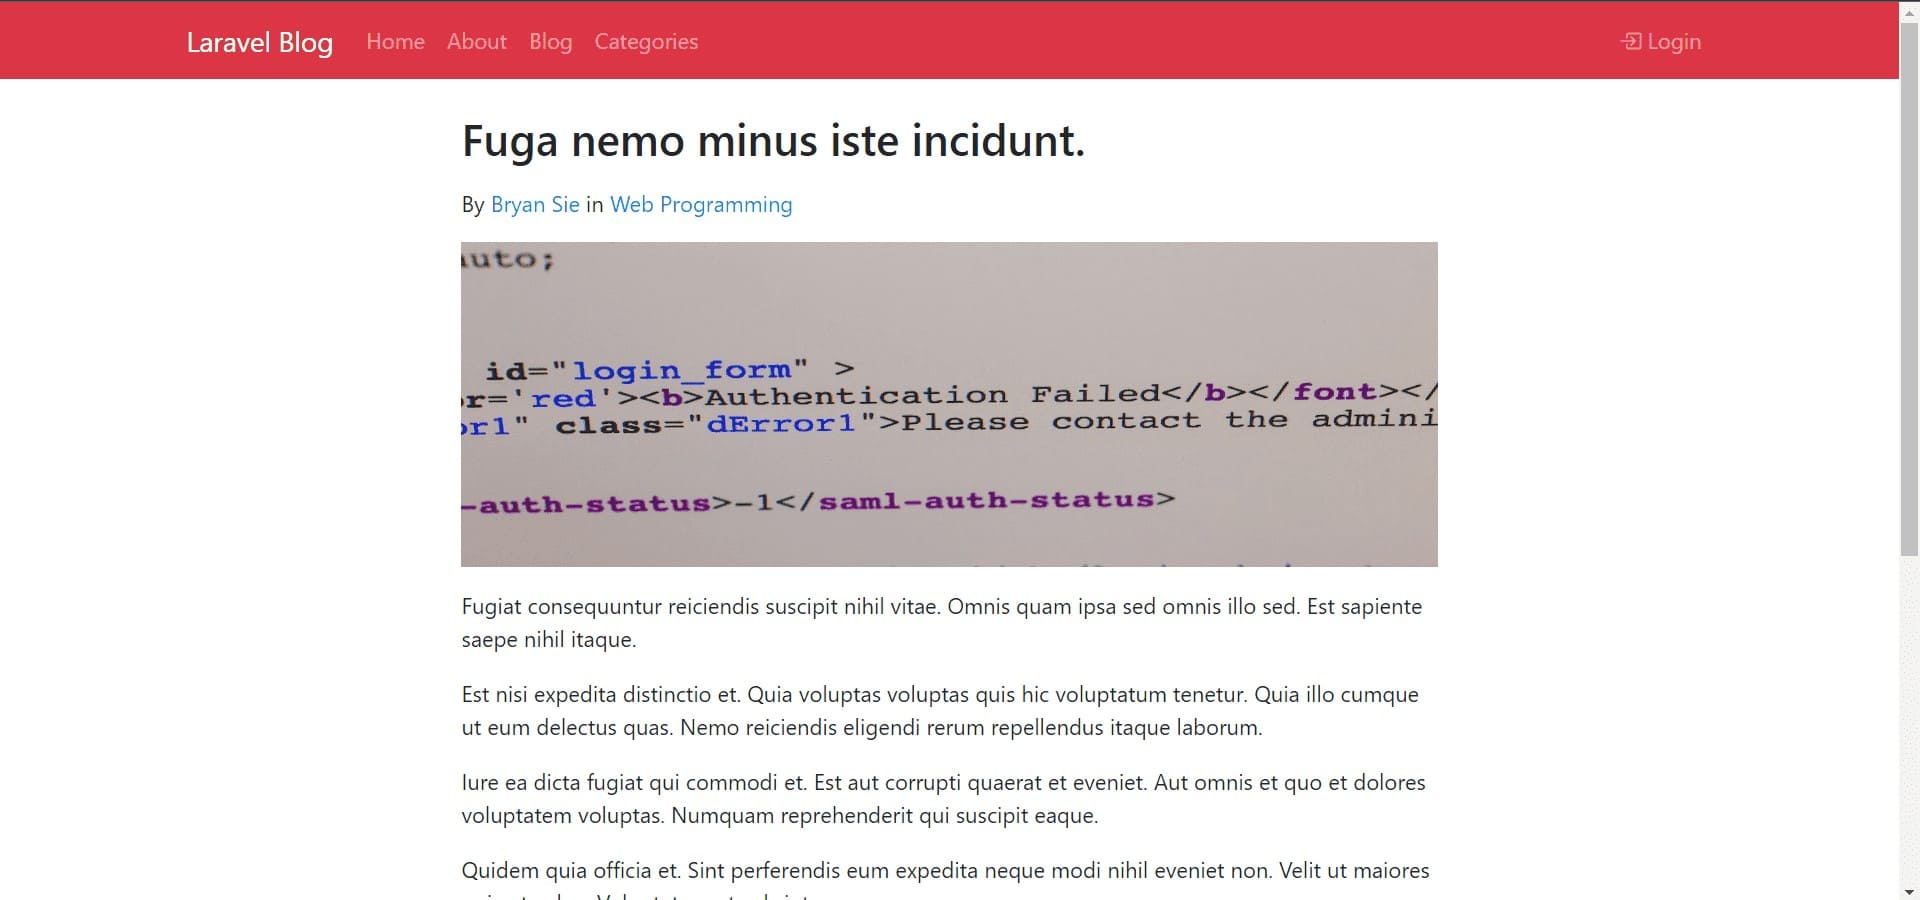 Laravel Blog Home About Blog Categories Login
Fuga nemo minus iste incidunt.
By Bryan Sie in Web Programming
auto;
id="login_form" >
r='red'><b>Authentication Failed</b></font></
or1" class="dError1">Please contact the admini
-auth-status>-1</saml-auth-status>
Fugiat consequuntur reiciendis suscipit nihil vitae. Omnis quam ipsa sed omnis illo sed. Est sapiente
saepe nihil itaque.
Est nisi expedita distinctio et. Quia voluptas voluptas quis hic voluptatum tenetur. Quia illo cumque
ut eum delectus quas. Nemo reiciendis eligendi rerum repellendus itaque laborum.
Iure ea dicta fugiat qui commodi et. Est aut corrupti quaerat et eveniet. Aut omnis et quo et dolores
voluptatem voluptas. Numquam reprehenderit qui suscipit eaque.
Quidem quia officia et. Sint perferendis eum expedita neque modi nihil eveniet non. Velit ut maiores